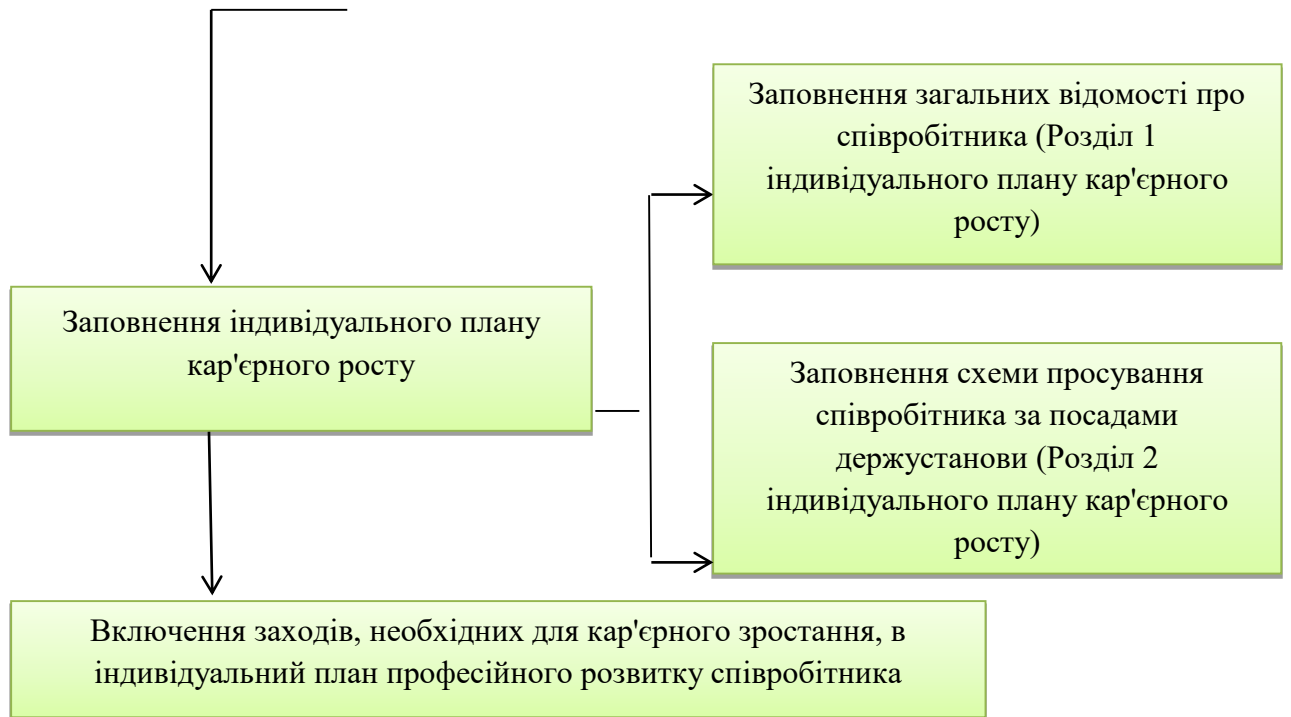 Заповнення загальних відомості про
співробітника (Розділ 1
індивідуального плану кар'єрного
росту)
Заповнення індивідуального плану
кар'єрного росту
Заповнення схеми просування
співробітника за посадами
держустанови (Розділ 2
індивідуального плану кар'єрного
росту)
Включення заходів, необхідних для кар'єрного зростання, в
індивідуальний план професійного розвитку співробітника